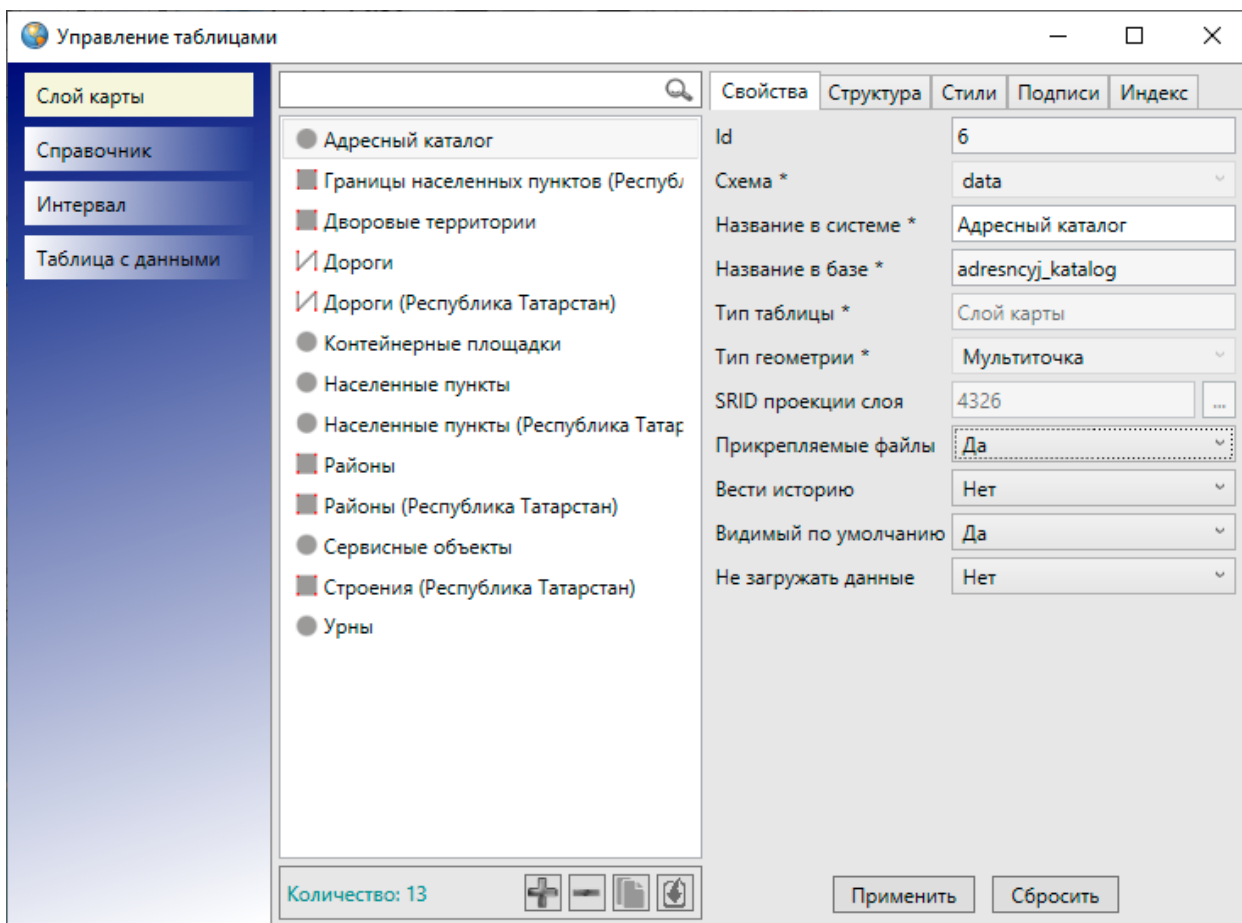 Управление таблицами
Слой карты
Справочник
Интервал
Таблица с данными
Адресный каталог
Границы населенных пунктов (Республ
Дворовые территории
Дороги
Дороги (Республика Татарстан)
Контейнерные площадки
Населенные пункты
Населенные пункты (Республика Татар
Районы
Районы (Республика Татарстан)
Сервисные объекты
Строения (Республика Татарстан)
Урны
Количество: 13
Свойства Структура Стили Подписи Индекс
Id 6
Схема * data
Название в системе * Адресный каталог
Название в базе * adresncyj_katalog
Тип таблицы * Слой карты
Тип геометрии * Мультиточка
SRID проекции слоя 4326 ...
Прикрепляемые файлы Да
Вести историю Нет
Видимый по умолчанию Да
Не загружать данные Нет
Применить Сбросить